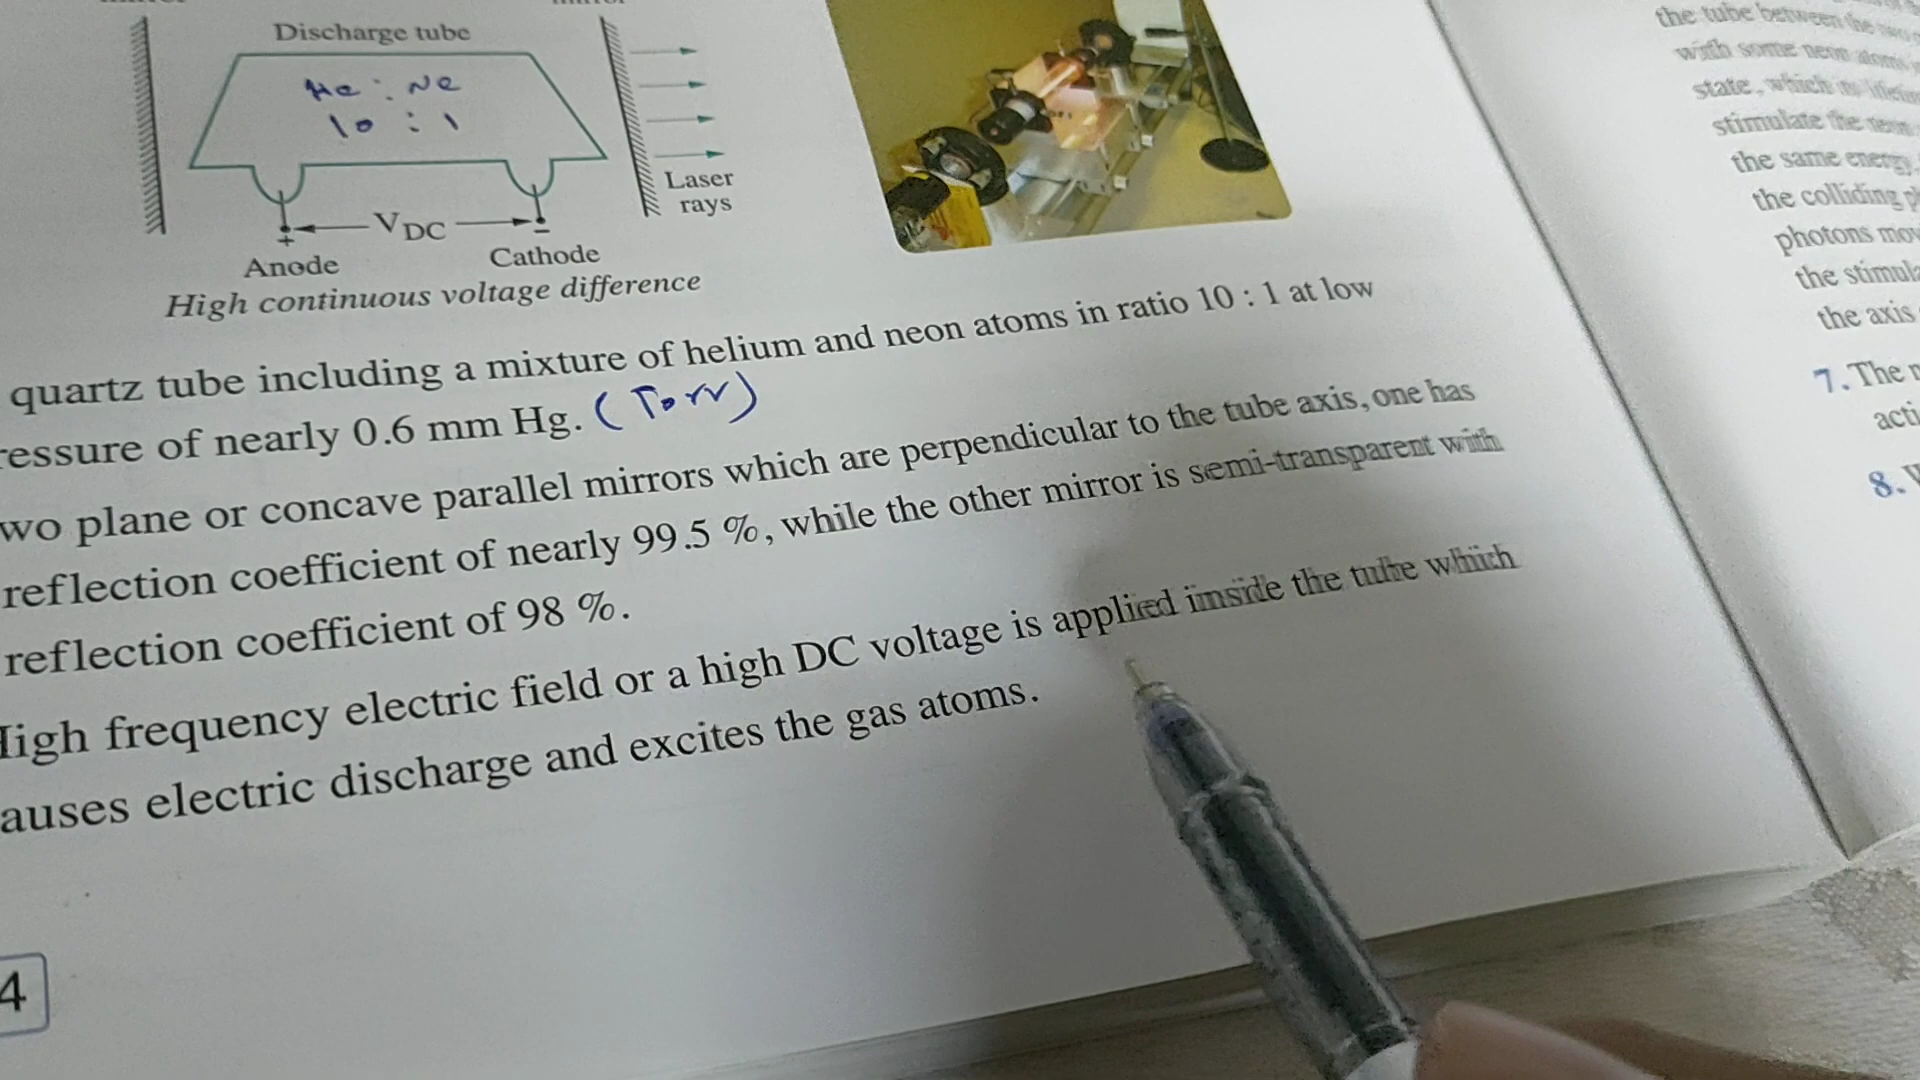 Discharge tube
He : Ne
10 : 1
Laser
rays
VDC
+
-
Anode
Cathode
High continuous voltage difference
quartz tube including a mixture of helium and neon atoms in ratio 10 : 1 at low
ressure of nearly 0.6 mm Hg. (Torr)
wo plane or concave parallel mirrors which are perpendicular to the tube axis, one has
reflection coefficient of nearly 99.5 %, while the other mirror is semi-transparent with
reflection coefficient of 98 %.
High frequency electric field or a high DC voltage is applied inside the tube which
auses electric discharge and excites the gas atoms.
4
the tube between the two
with some neon atoms
state, which
stimulate the neon
the same energy,
the colliding
photons mov
the stimula
the axis
7. The
acti
8.